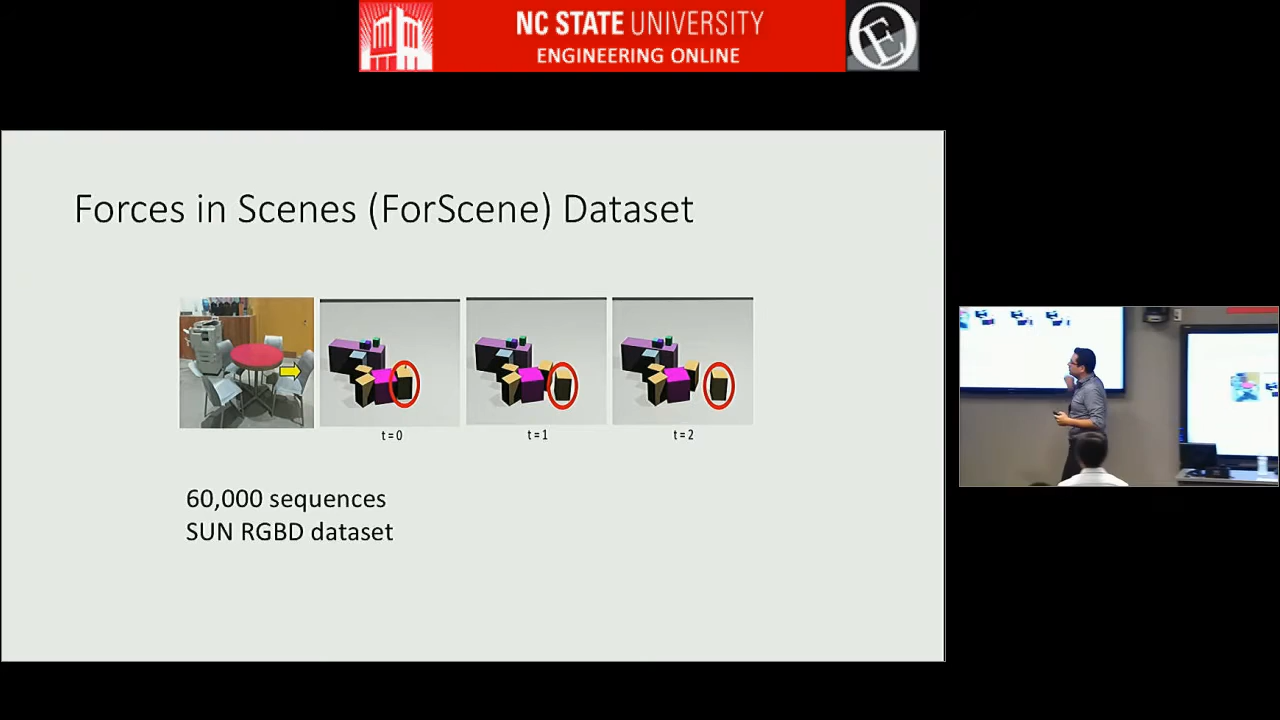 NC STATE UNIVERSITY
ENGINEERING ONLINE
Forces in Scenes (ForScene) Dataset
t = 0
t = 1
t = 2
60,000 sequences
SUN RGBD dataset